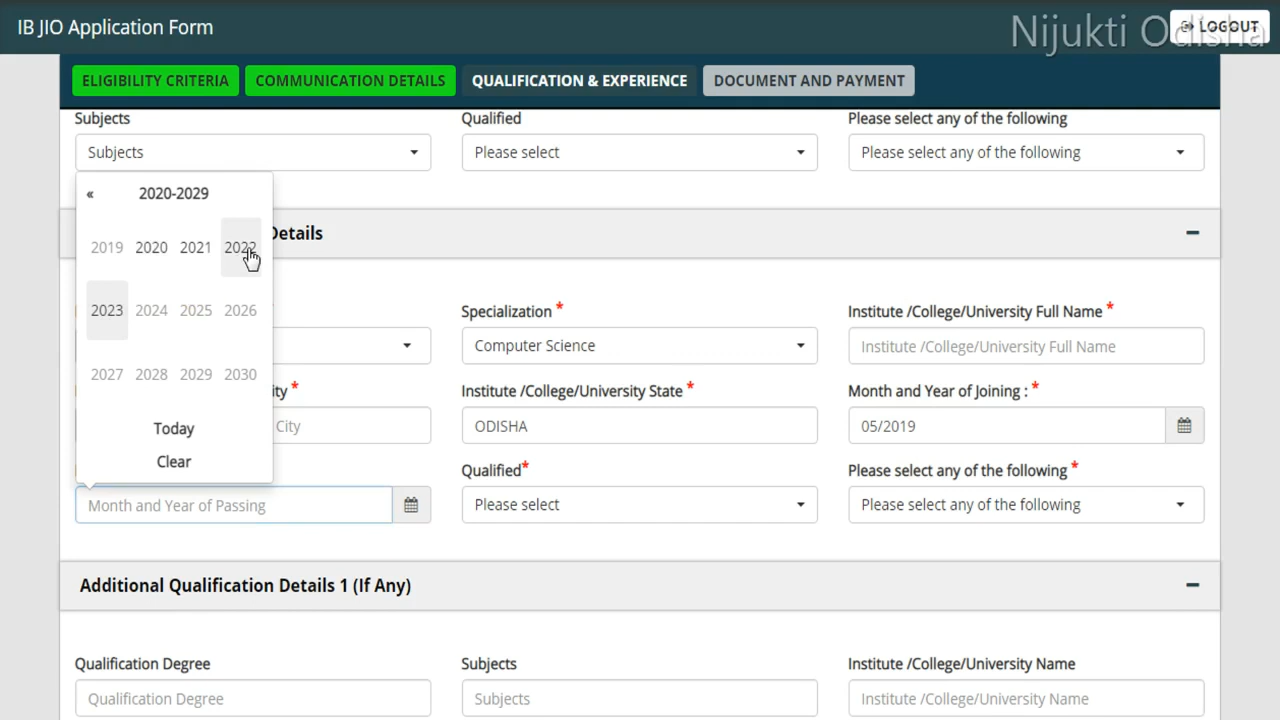 IB JIO Application Form
Nijukti Odisha
LOGOUT
ELIGIBILITY CRITERIA
COMMUNICATION DETAILS
QUALIFICATION & EXPERIENCE
DOCUMENT AND PAYMENT
Subjects
Qualified
Please select any of the following
Subjects
Please select
Please select any of the following
« 2020-2029
2019 2020 2021 2022
2023 2024 2025 2026
2027 2028 2029 2030
Today
Clear
Details
Specialization *
Institute /College/University Full Name *
Computer Science
Institute /College/University Full Name
ity *
Institute /College/University State *
Month and Year of Joining : *
City
ODISHA
05/2019
Qualified*
Please select any of the following *
Month and Year of Passing
Please select
Please select any of the following
Additional Qualification Details 1 (If Any)
Qualification Degree
Subjects
Institute /College/University Name
Qualification Degree
Subjects
Institute /College/University Name